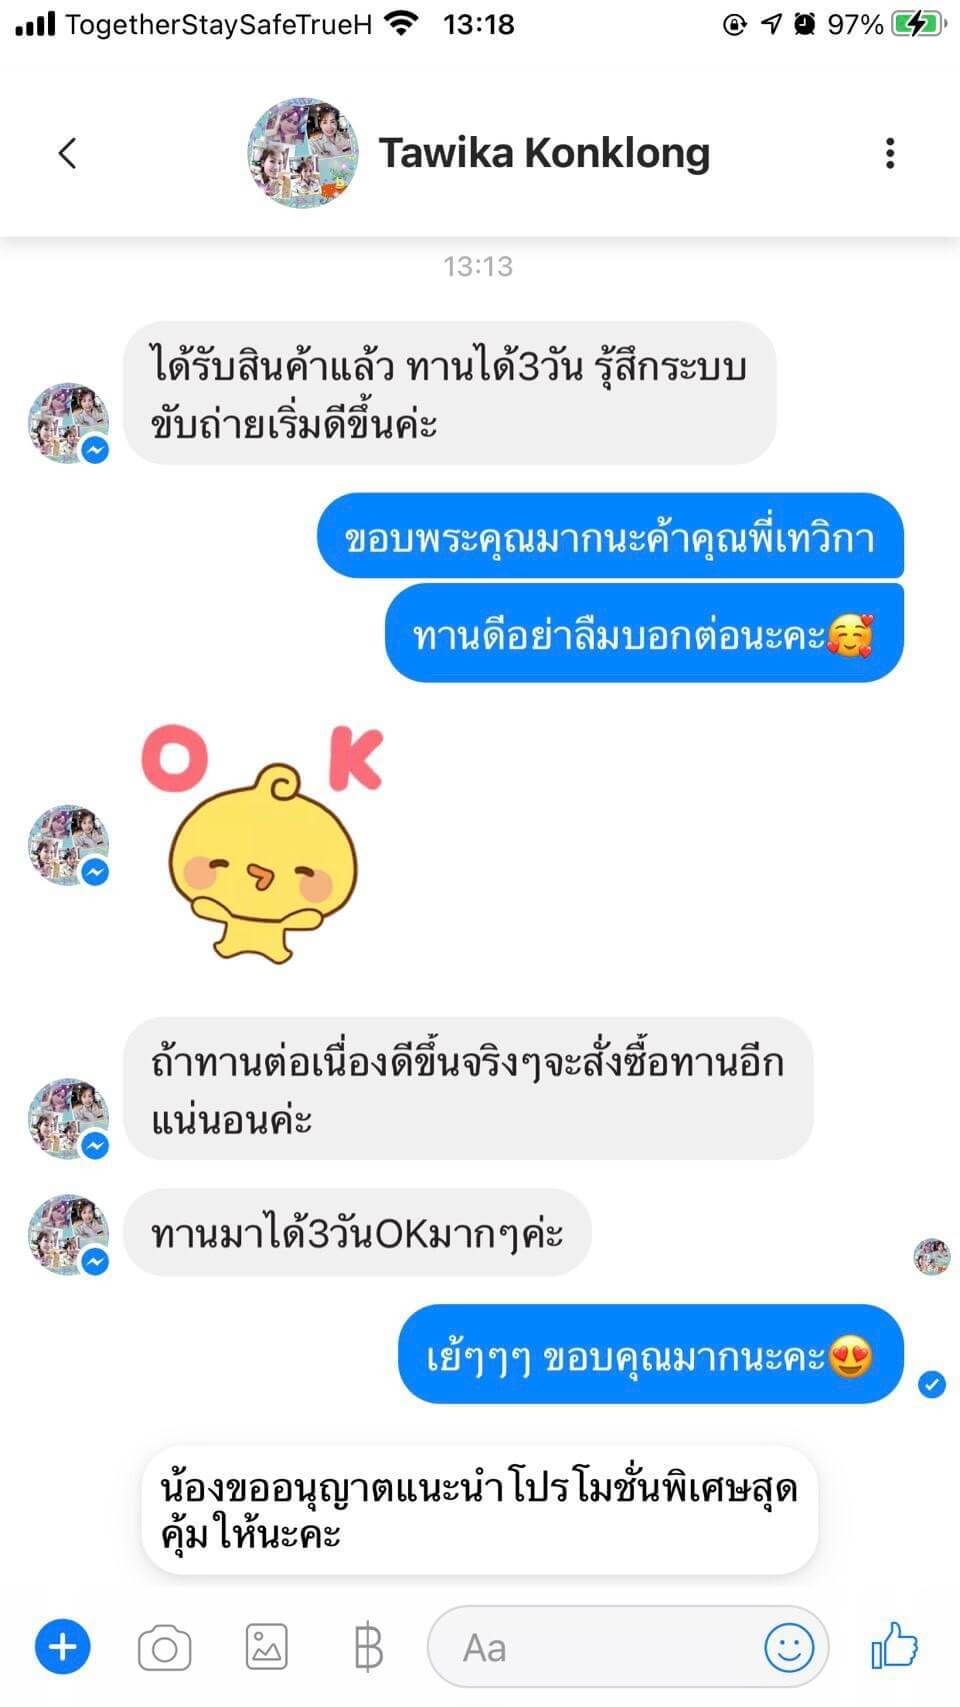 TogetherStaySafeTrueH 13:18 97%
Tawika Konklong
13:13
ได้รับสินค้าแล้ว ทานได้3วัน รุ้สึกระบบ
ขับถ่ายเริ่มดีขึ้นค่ะ
ขอบพระคุณมากนะค้าคุณพี่เทวิกา
ทานดีอย่าลืมบอกต่อนะคะ🥰
O K
ถ้าทานต่อเนื่องดีขึ้นจริงๆจะสั่งซื้อทานอีก
แน่นอนค่ะ
ทานมาได้3วันOKมากๆค่ะ
เย้ๆๆๆ ขอบคุณมากนะคะ😍
น้องขออนุญาตแนะนำโปรโมชั่นพิเศษสุด
คุ้มให้นะคะ
฿ Aa